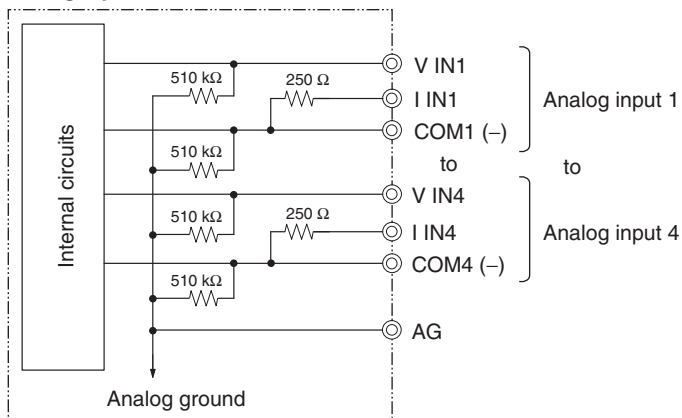 V IN1
510 kΩ
250 Ω
I IN1
Analog input 1
COM1 (–)
510 kΩ
to
to
Internal circuits
V IN4
510 kΩ
250 Ω
I IN4
Analog input 4
COM4 (–)
510 kΩ
AG
Analog ground